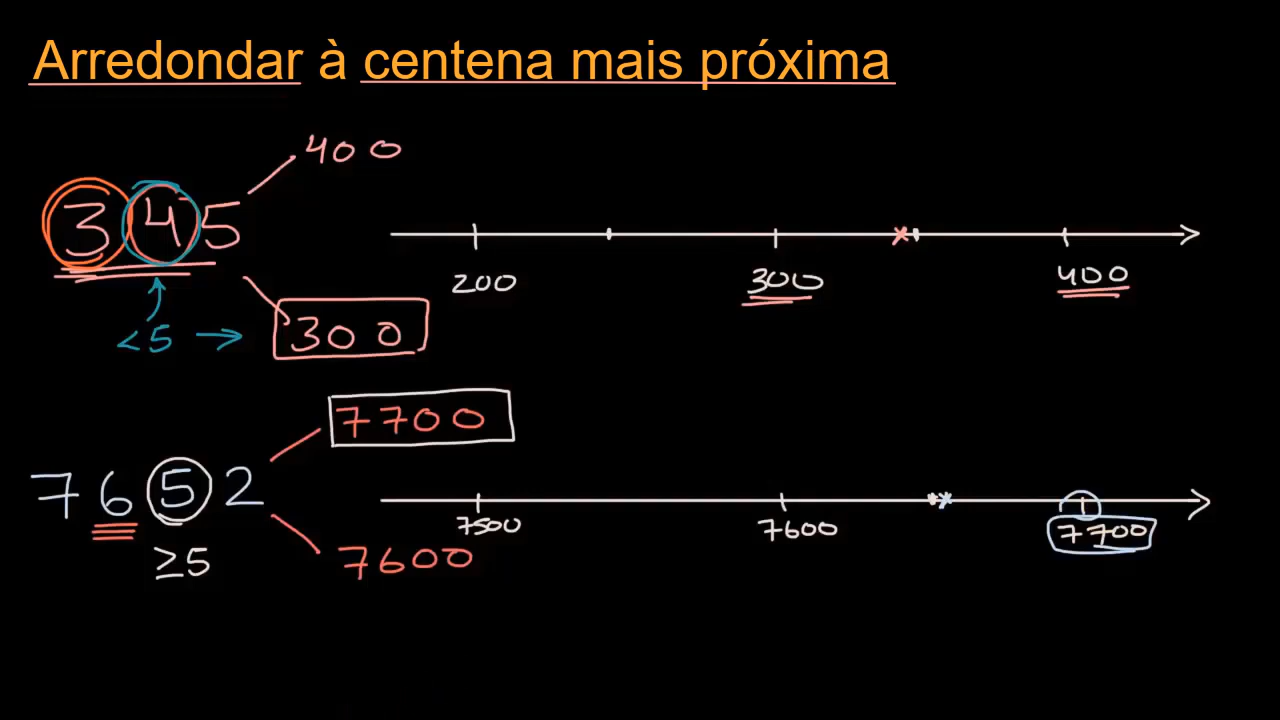 Arredondar à centena mais próxima
400
345
200 300 400
<5 → 300
7700
7652
7500 7600 7700
≥5 7600